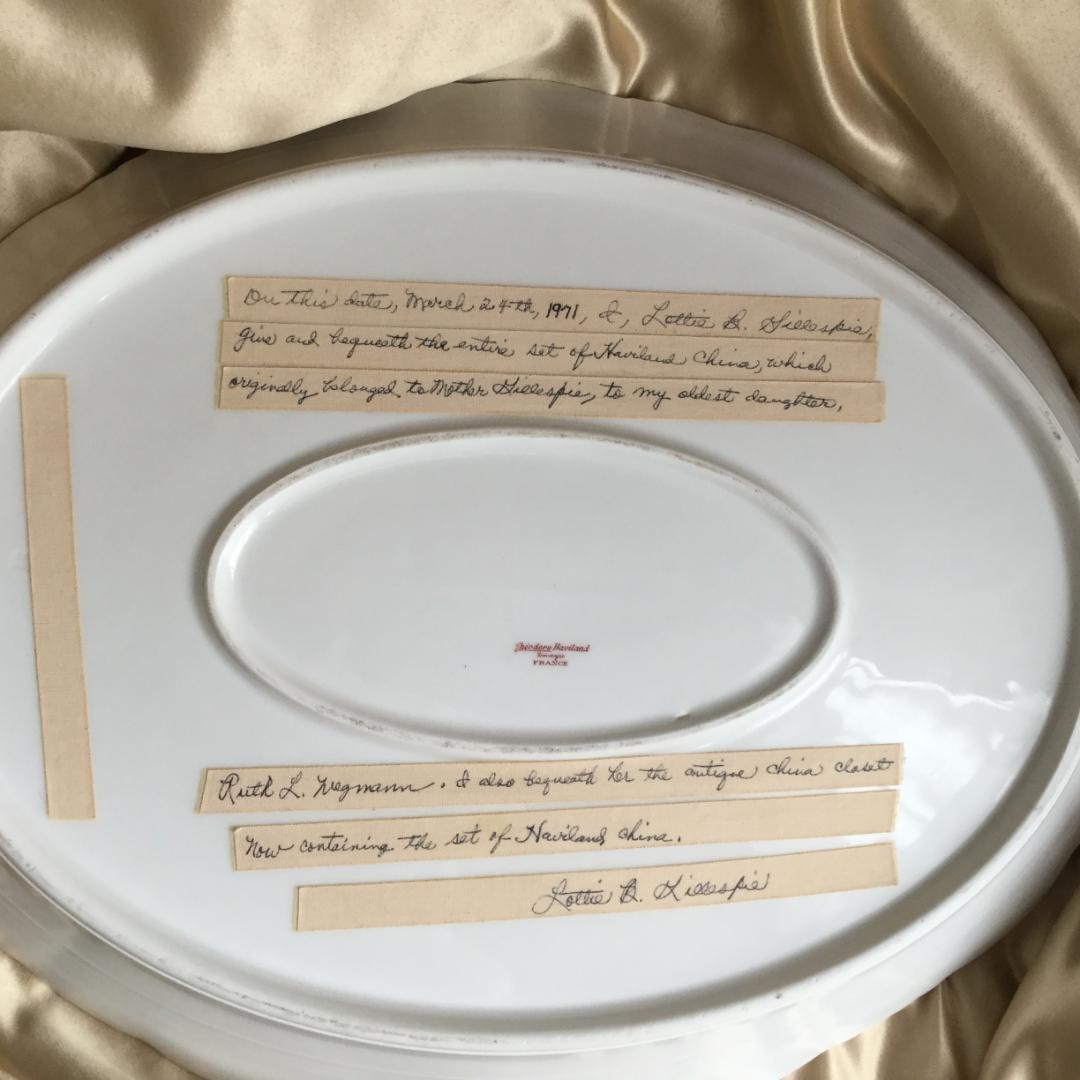 On this date, March 24th, 1971, I, Lottie B. Gillespie,
give and bequeath the entire set of Haviland China, which
originally belonged to Mother Gillespie, to my oldest daughter,
Theodore Haviland
Limoges
FRANCE
Ruth L. Wegmann. I also bequeath her the antique china closet
now containing the set of Haviland china.
Lottie B. Gillespie